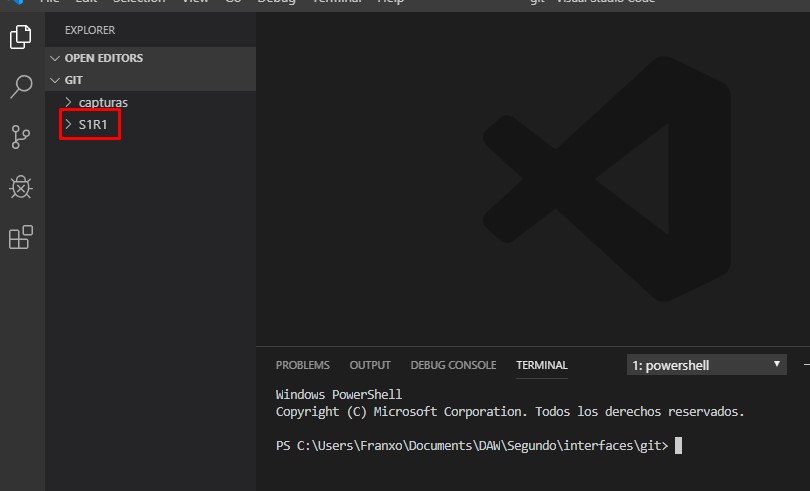 File Edit Selection View Go Debug Terminal Help git - Visual Studio Code
EXPLORER
OPEN EDITORS
GIT
capturas
S1R1
PROBLEMS OUTPUT DEBUG CONSOLE TERMINAL 1: powershell
Windows PowerShell
Copyright (C) Microsoft Corporation. Todos los derechos reservados.
PS C:\Users\Franxo\Documents\DAW\Segundo\interfaces\git>